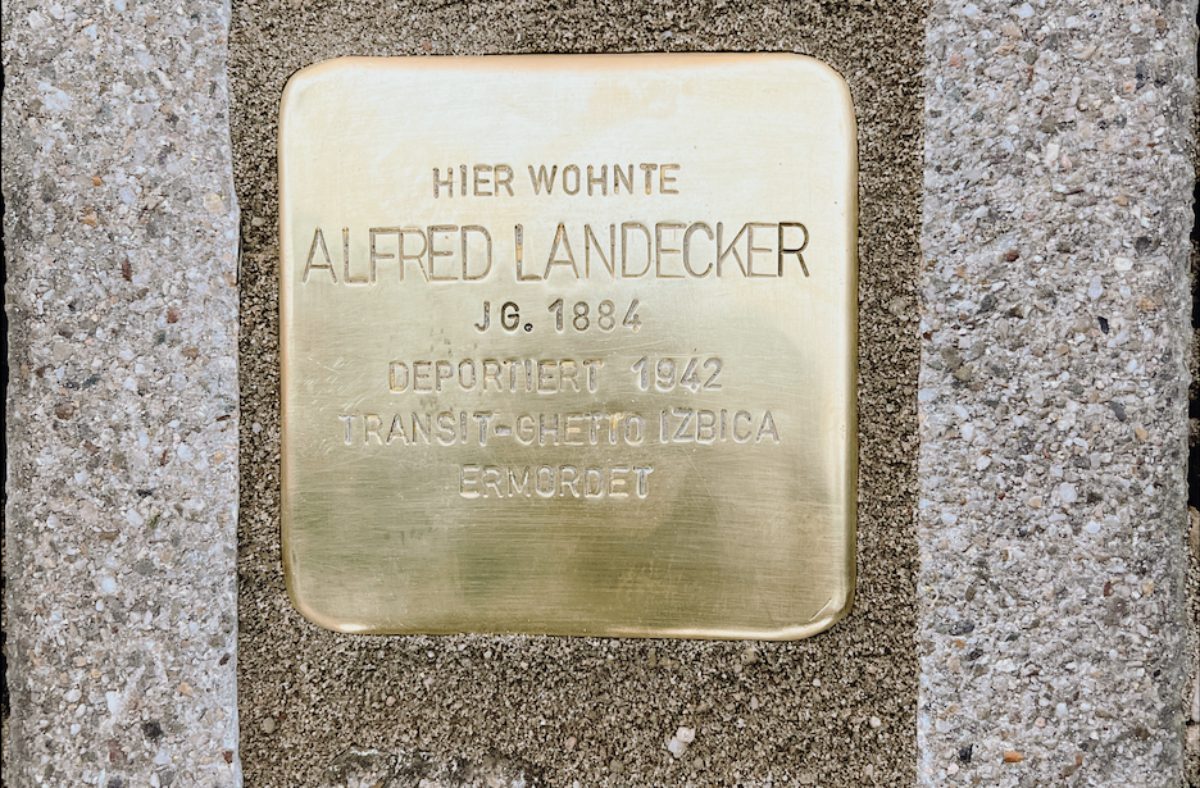 HIER WOHNTE
ALFRED LANDECKER
JG. 1884
DEPORTIERT 1942
TRANSIT-GHETTO IZBICA
ERMORDET